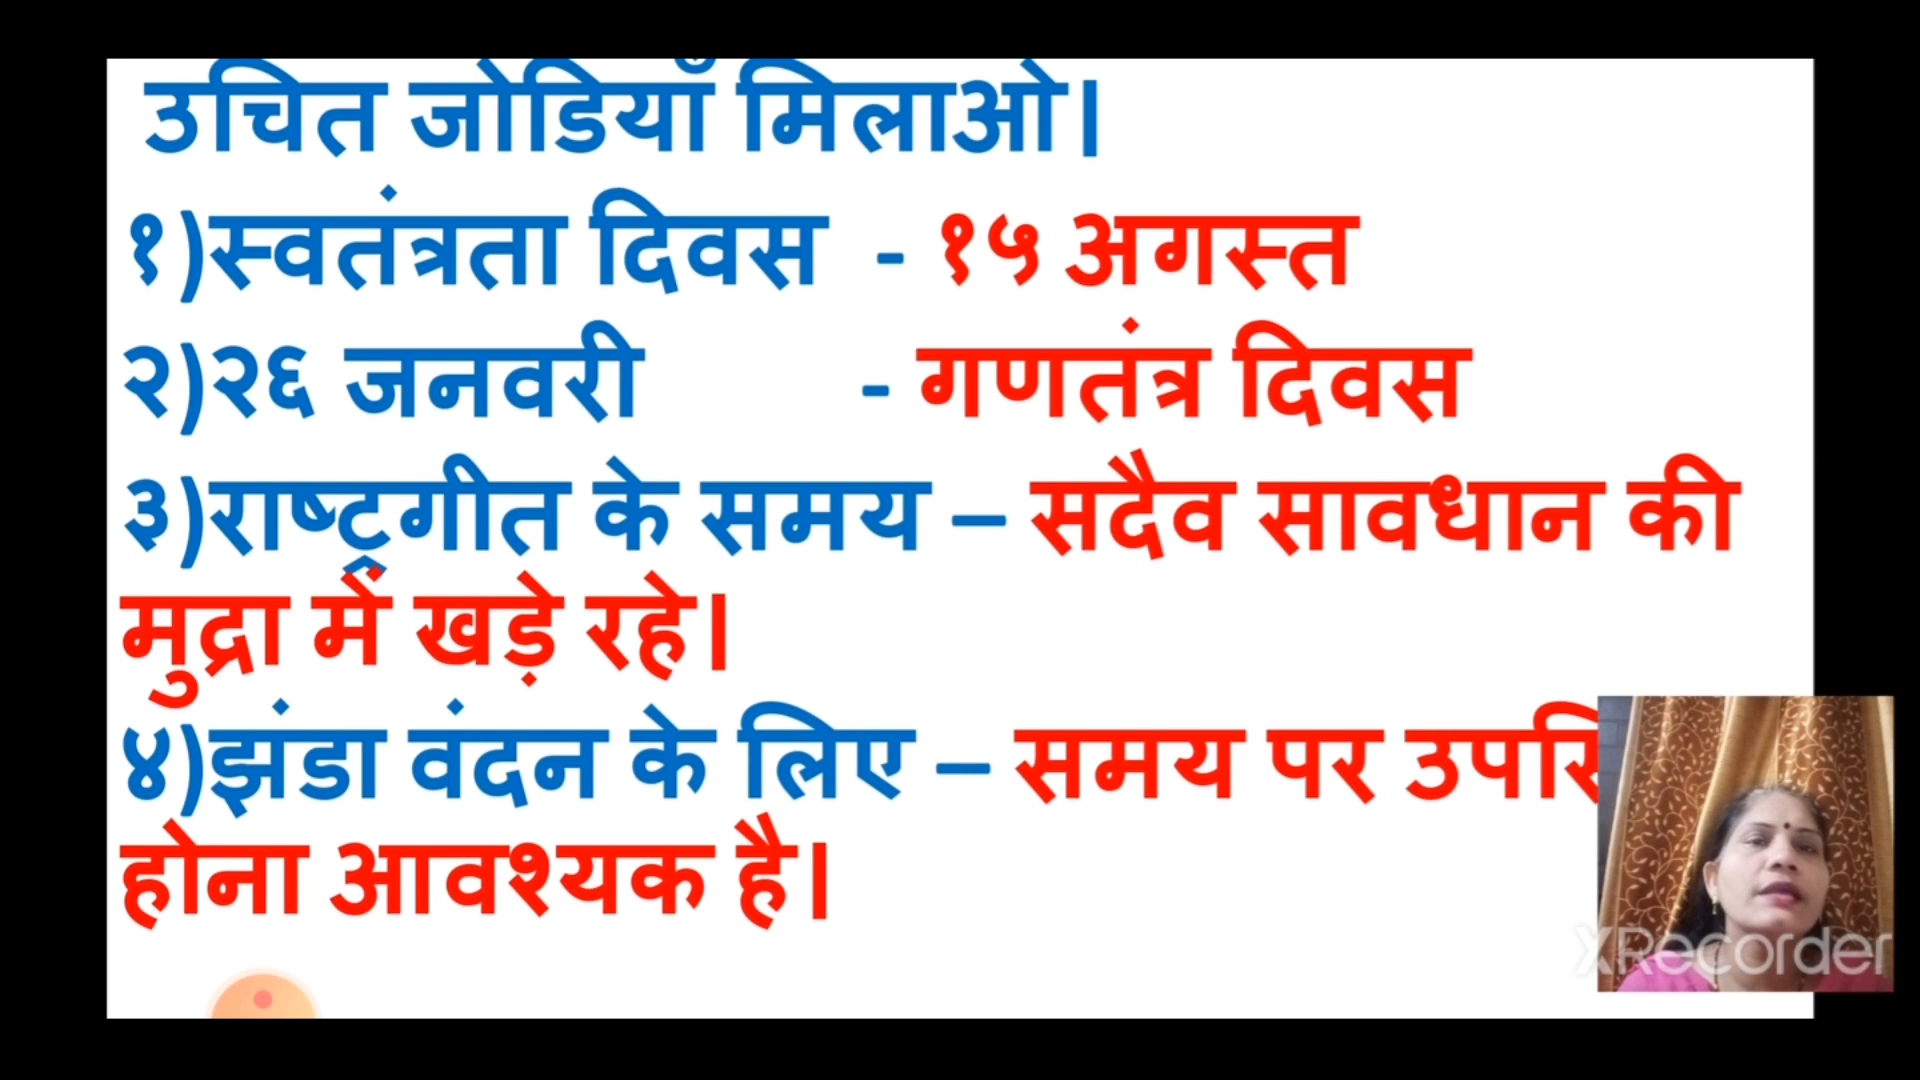 उचित जोडियाँ मिलाओ।
१)स्वतंत्रता दिवस - १५ अगस्त
२)२६ जनवरी - गणतंत्र दिवस
३)राष्ट्रगीत के समय – सदैव सावधान की
मुद्रा में खड़े रहे।
४)झंडा वंदन के लिए – समय पर
होना आवश्यक है।
XRecorder